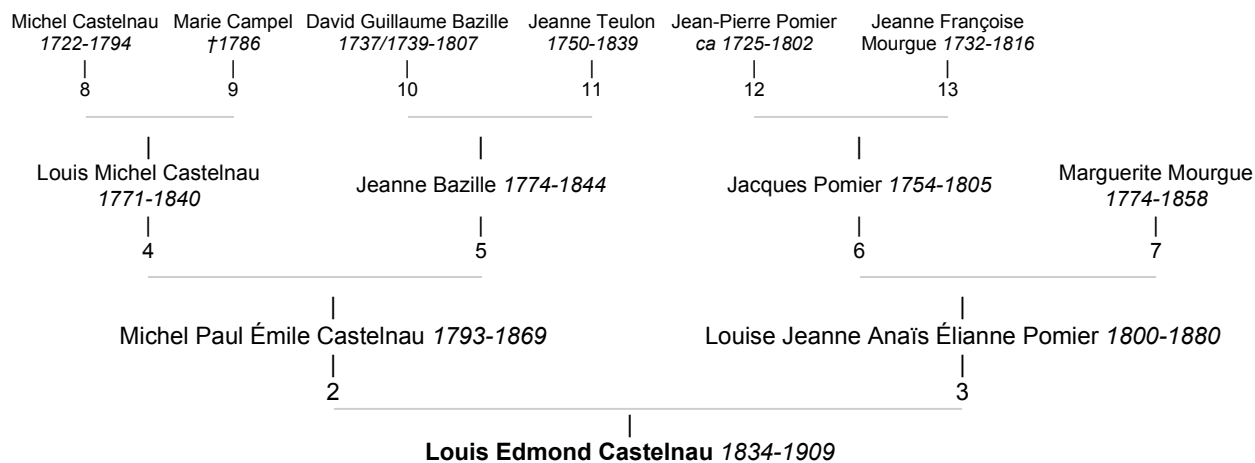 Michel Castelnau Marie Campel David Guillaume Bazille Jeanne Teulon Jean-Pierre Pomier Jeanne Françoise
1722-1794 †1786 1737/1739-1807 1750-1839 ca 1725-1802 Mourgue 1732-1816
8 9 10 11 12 13
Louis Michel Castelnau
1771-1840
Jeanne Bazille 1774-1844
Jacques Pomier 1754-1805
Marguerite Mourgue
1774-1858
4 5 6 7
Michel Paul Émile Castelnau 1793-1869 Louise Jeanne Anaïs Élianne Pomier 1800-1880
2 3
Louis Edmond Castelnau 1834-1909